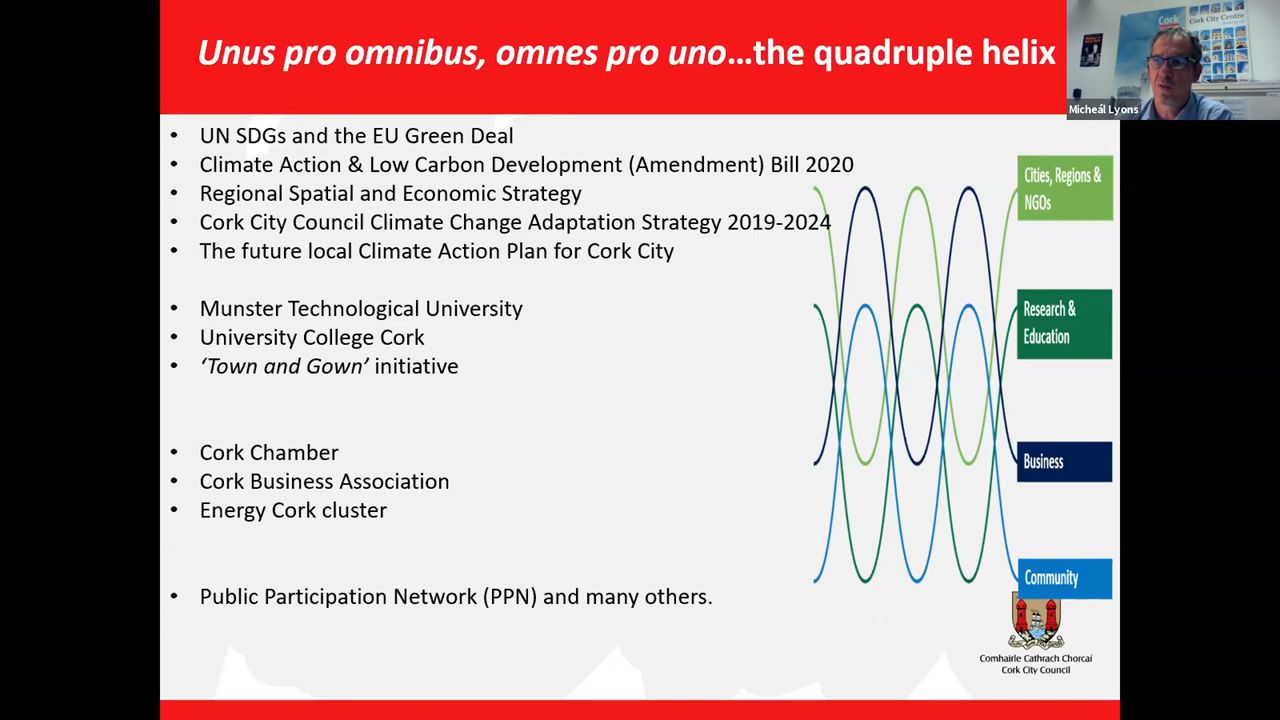 Unus pro omnibus, omnes pro uno…the quadruple helix
Cork
Cork City Centre
Micheál Lyons
• UN SDGs and the EU Green Deal
• Climate Action & Low Carbon Development (Amendment) Bill 2020
• Regional Spatial and Economic Strategy
• Cork City Council Climate Change Adaptation Strategy 2019-2024
• The future local Climate Action Plan for Cork City
• Munster Technological University
• University College Cork
• ‘Town and Gown’ initiative
• Cork Chamber
• Cork Business Association
• Energy Cork cluster
• Public Participation Network (PPN) and many others.
Cities, Regions &
NGOs
Research &
Education
Business
Community
Comhairle Cathrach Chorcaí
Cork City Council